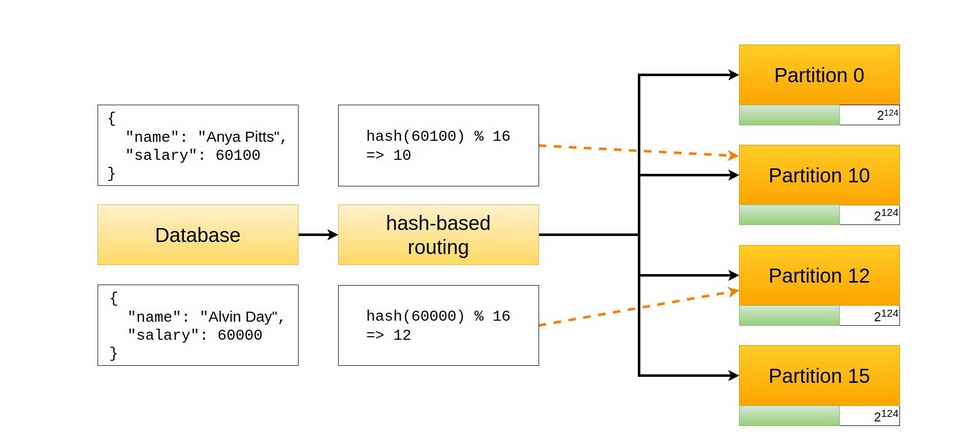 {
"name": "Anya Pitts",
"salary": 60100
}
hash(60100) % 16
=> 10
Database
hash-based
routing
{
"name": "Alvin Day",
"salary": 60000
}
hash(60000) % 16
=> 12
Partition 0
2¹²⁴
Partition 10
2¹²⁴
Partition 12
2¹²⁴
Partition 15
2¹²⁴